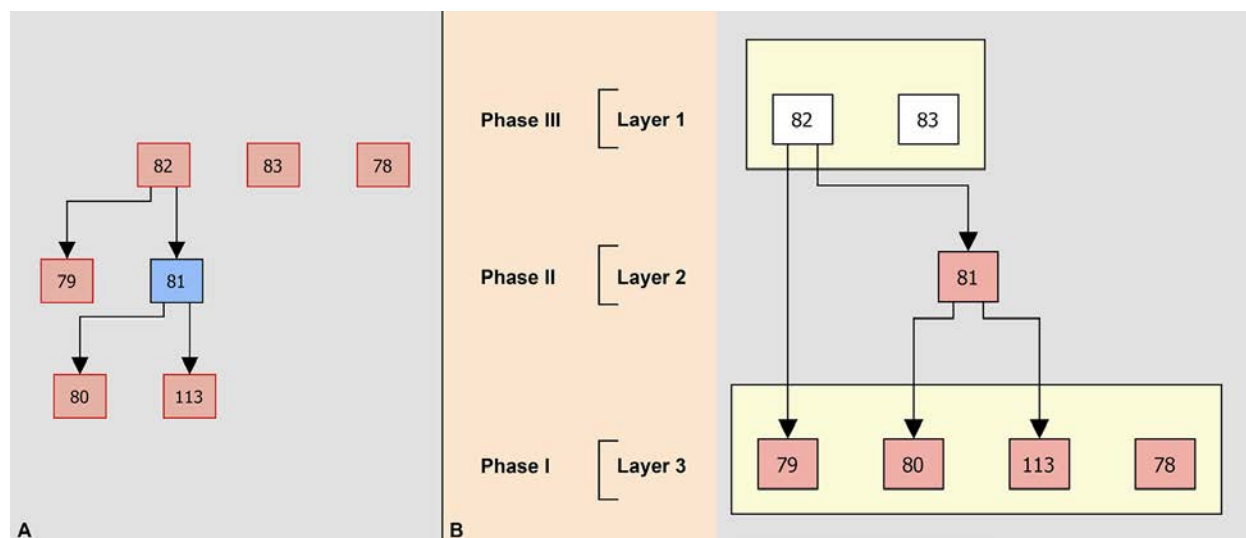 82 83 78
79 81
80 113
A
Phase III Layer 1 82 83
Phase II Layer 2 81
Phase I Layer 3 79 80 113 78
B